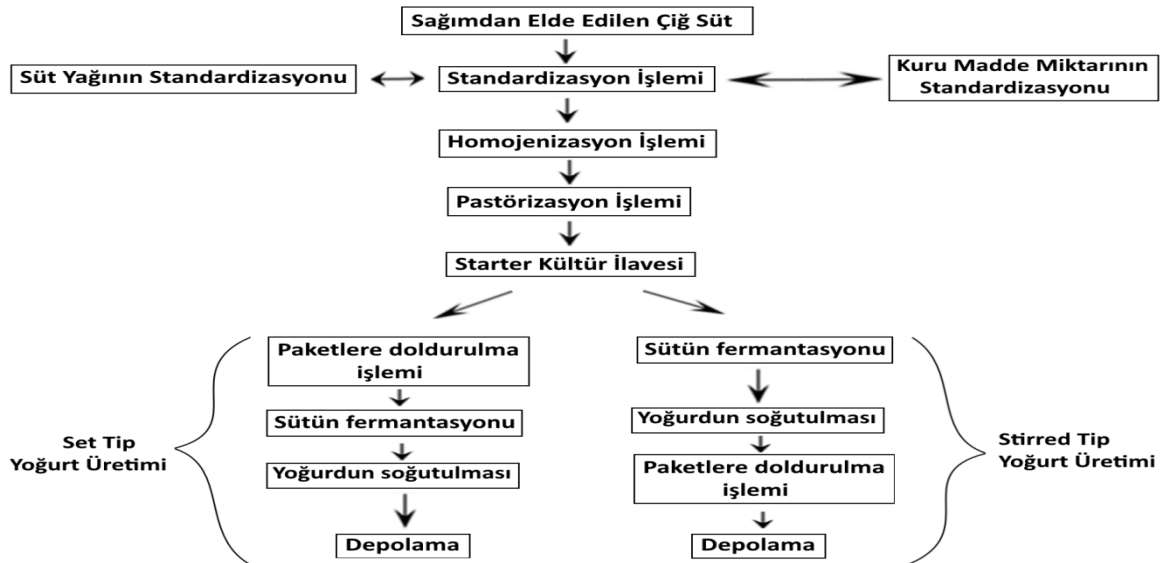 Sağımdan Elde Edilen Çiğ Süt
Süt Yağının Standardizasyonu
Standardizasyon İşlemi
Kuru Madde Miktarının
Standardizasyonu
Homojenizasyon İşlemi
Pastörizasyon İşlemi
Starter Kültür İlavesi
Set Tip
Yoğurt Üretimi
Paketlere doldurulma
işlemi
Sütün fermantasyonu
Yoğurdun soğutulması
Depolama
Sütün fermantasyonu
Yoğurdun soğutulması
Paketlere doldurulma
işlemi
Depolama
Stirred Tip
Yoğurt Üretimi